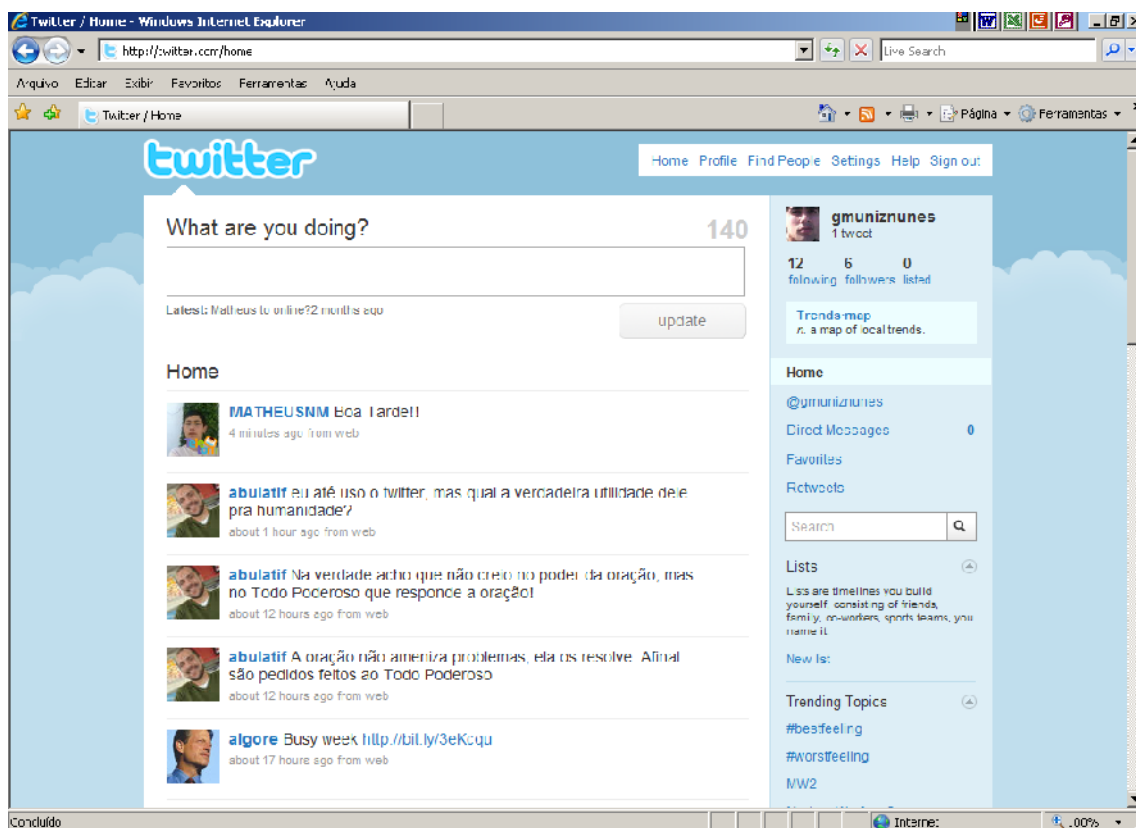 Twitter / Home - Windows Internet Explorer
http://twitter.com/home
Live Search
Arquivo Editar Exibir Favoritos Ferramentas Ajuda
Twitter / Home
Página
Ferramentas
twitter
Home Profile Find People Settings Help Sign out
What are you doing?
140
Latest: Matheus to online?2 months ago
update
Home
MATHEUSNM Boa Tarde!!
4 minutes ago from web
abulatif eu até uso o twitter, mas qual a verdadeira utilidade dele
pra humanidade?
about 1 hour ago from web
abulatif Na verdade acho que não creio no poder da oração, mas
no Todo Poderoso que responde a oração!
about 12 hours ago from web
abulatif A oração não ameniza problemas, ela os resolve. Afinal
são pedidos feitos ao Todo Poderoso
about 12 hours ago from web
algore Busy week http://bit.ly/3eKcqu
about 17 hours ago from web
gmuniznunes
1 tweet
12 6 0
following followers listed
Trendsmap
n. a map of local trends.
Home
@gmuniznunes
Direct Messages 0
Favorites
Retweets
Search
Lists
Lists are timelines you build
yourself, consisting of friends,
family, co-workers, sports teams, you
name it.
New list
Trending Topics
#bestfeeling
#worstfeeling
MW2
Concluído
Internet
100%